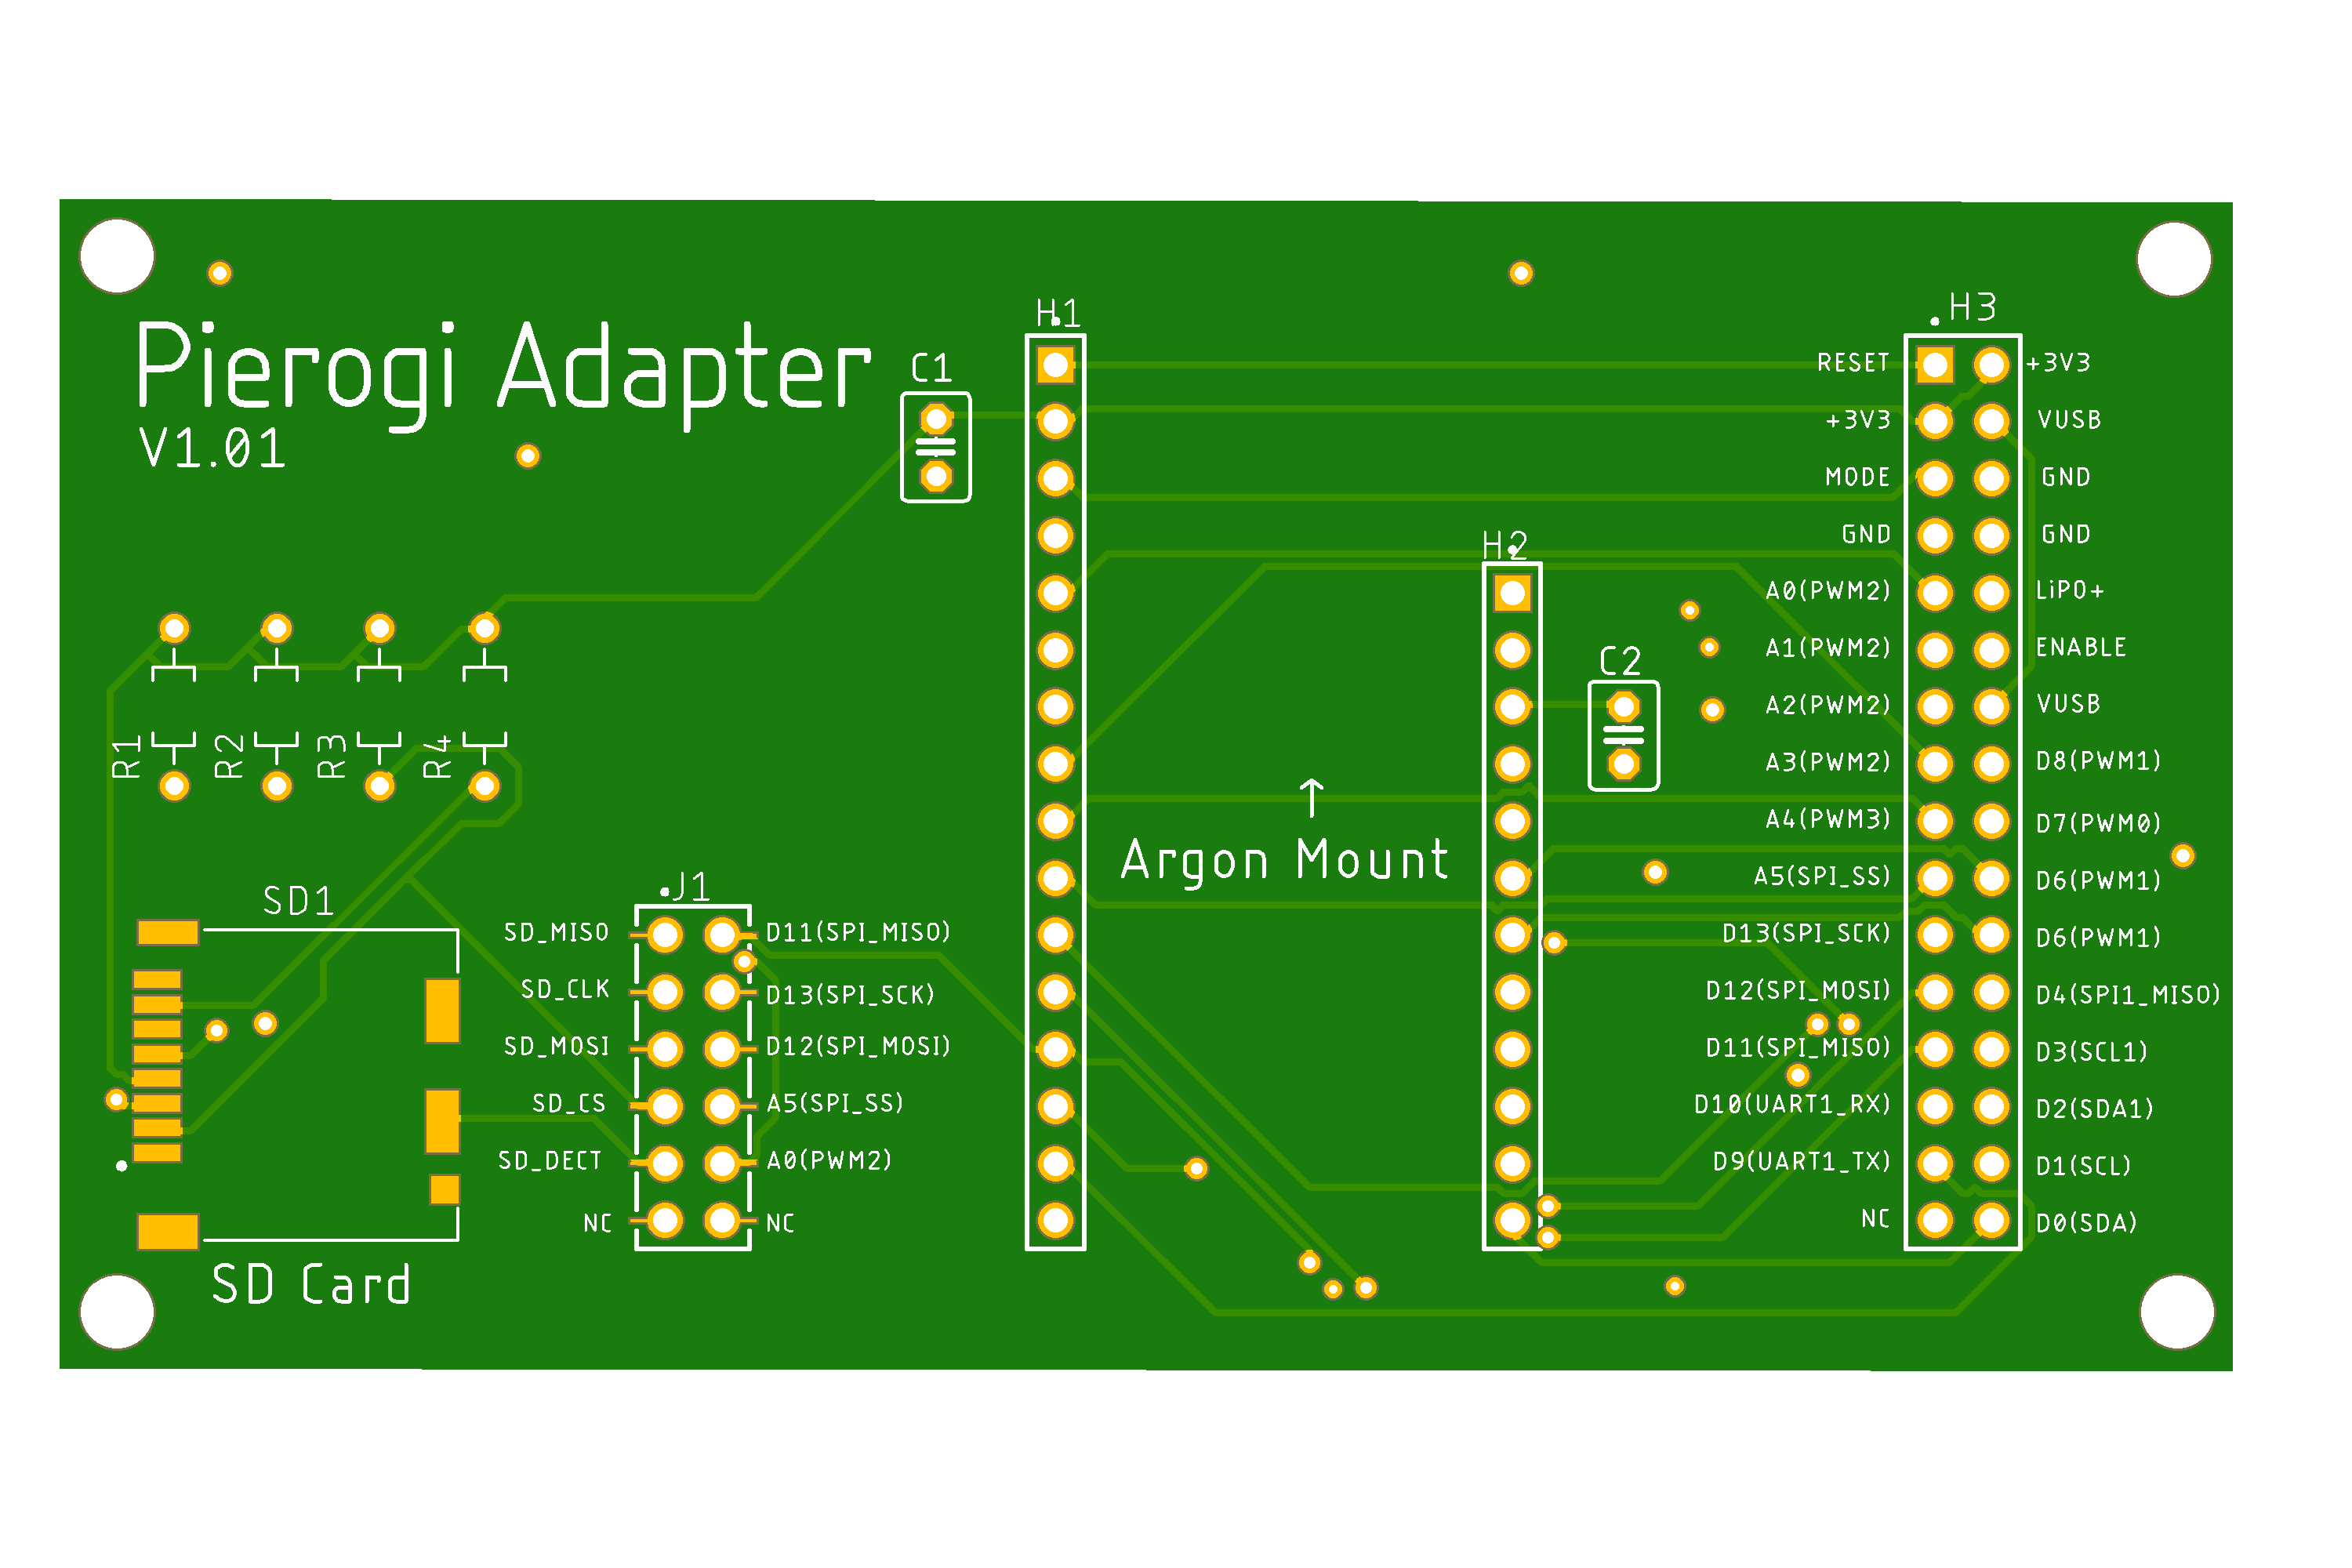 Pierogi Adapter
V1.01
C1
H1
H3
RESET +3V3
+3V3 VUSB
MODE GND
GND GND
H2
A0(PWM2) LiPO+
A1(PWM2) ENABLE
C2
A2(PWM2) VUSB
A3(PWM2) D8(PWM1)
A4(PWM3) D7(PWM0)
A5(SPI_SS) D6(PWM1)
D13(SPI_SCK) D6(PWM1)
D12(SPI_MOSI) D4(SPI1_MISO)
D11(SPI_MISO) D3(SCL1)
D10(UART1_RX) D2(SDA1)
D9(UART1_TX) D1(SCL)
NC D0(SDA)
R1 R2 R3 R4
Argon Mount
SD1
J1
SD_MISO D11(SPI_MISO)
SD_CLK D13(SPI_SCK)
SD_MOSI D12(SPI_MOSI)
SD_CS A5(SPI_SS)
SD_DECT A0(PWM2)
NC NC
SD Card